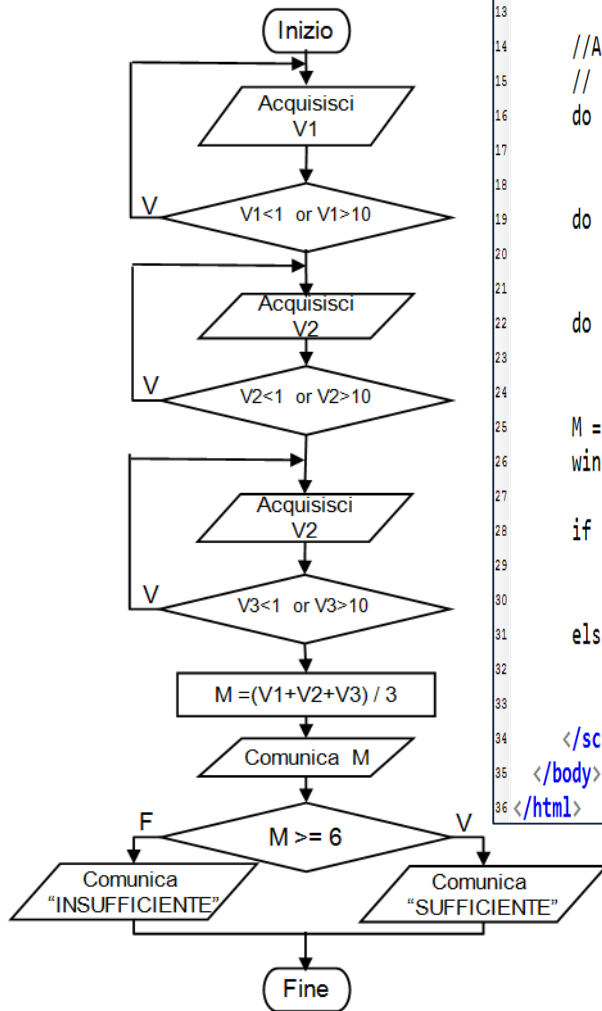 Inizio
Acquisisci
V1
V
V1<1 or V1>10
Acquisisci
V2
V
V2<1 or V2>10
Acquisisci
V2
V
V3<1 or V3>10
M =(V1+V2+V3) / 3
Comunica M
F
M >= 6
V
Comunica
“INSUFFICIENTE”
Comunica
“SUFFICIENTE”
Fine
13
14 //A
15 //
16 do
17
18
19 do
20
21
22 do
23
24
25 M =
26 win
27
28 if
29
30
31 els
32
33
34 </sc
35 </body>
36 </html>